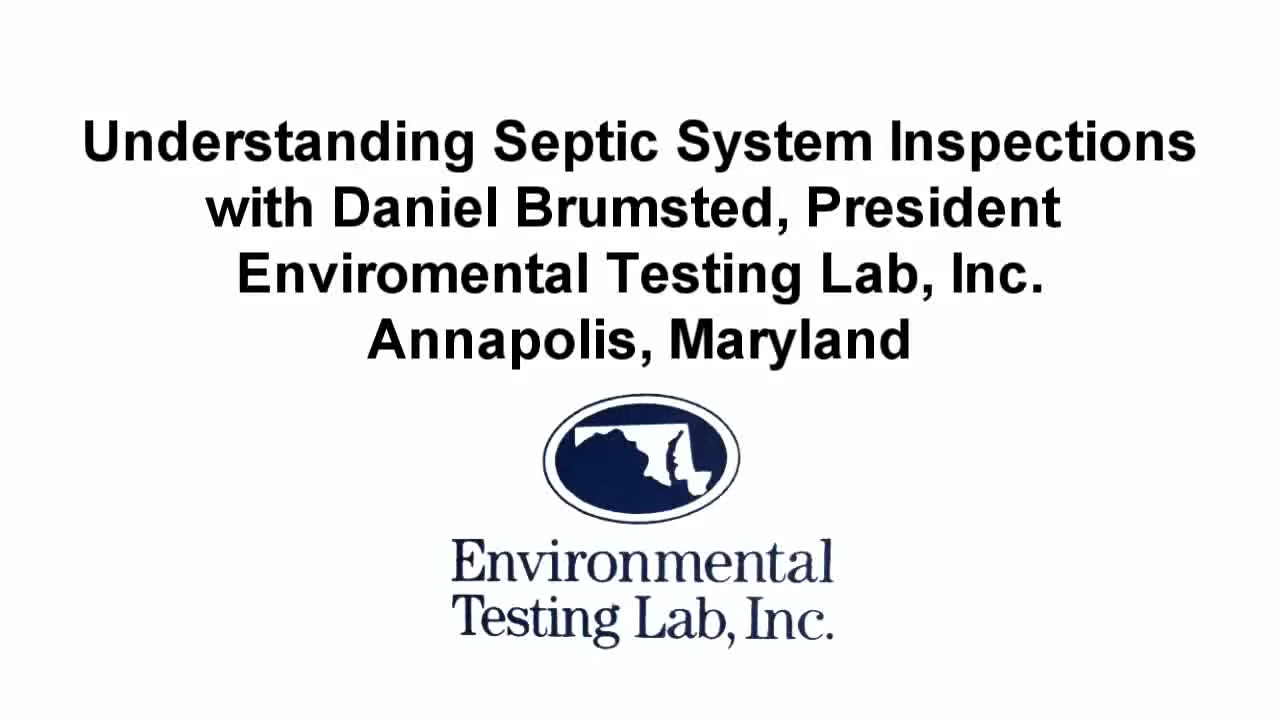 Understanding Septic System Inspections
with Daniel Brumsted, President
Enviromental Testing Lab, Inc.
Annapolis, Maryland
Environmental
Testing Lab, Inc.